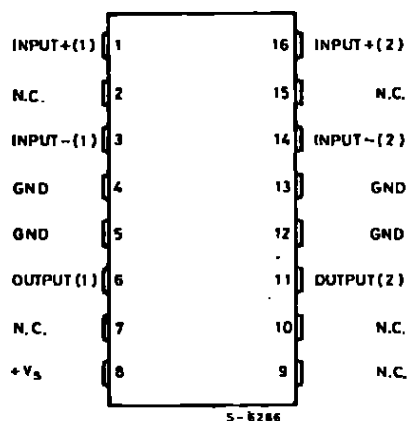 INPUT+(1) 1 16 INPUT+(2)
N.C. 2 15 N.C.
INPUT-(1) 3 14 INPUT-(2)
GND 4 13 GND
GND 5 12 GND
OUTPUT(1) 6 11 OUTPUT(2)
N.C. 7 10 N.C.
+Vs 8 9 N.C.
S-6286